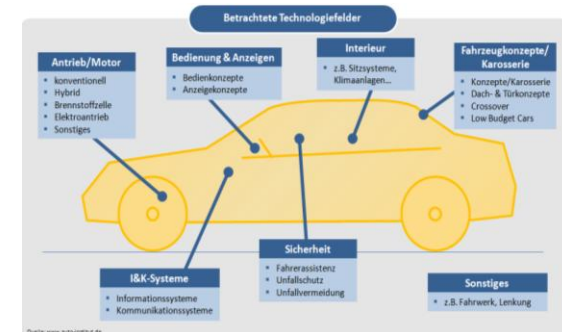 Betrachtete Technologiefelder
Antrieb/Motor
▪ konventionell
▪ Hybrid
▪ Brennstoffzelle
▪ Elektroantrieb
▪ Sonstiges
Bedienung & Anzeigen
▪ Bedienkonzepte
▪ Anzeigekonzepte
Interieur
▪ z.B. Sitzsysteme,
Klimaanlagen...
Fahrzeugkonzepte/
Karosserie
▪ Konzepte/Karosserie
▪ Dach- & Türkonzepte
▪ Crossover
▪ Low Budget Cars
I&K-Systeme
▪ Informationssysteme
▪ Kommunikationssysteme
Sicherheit
▪ Fahrerassistenz
▪ Unfallschutz
▪ Unfallvermeidung
Sonstiges
▪ z.B. Fahrwerk, Lenkung